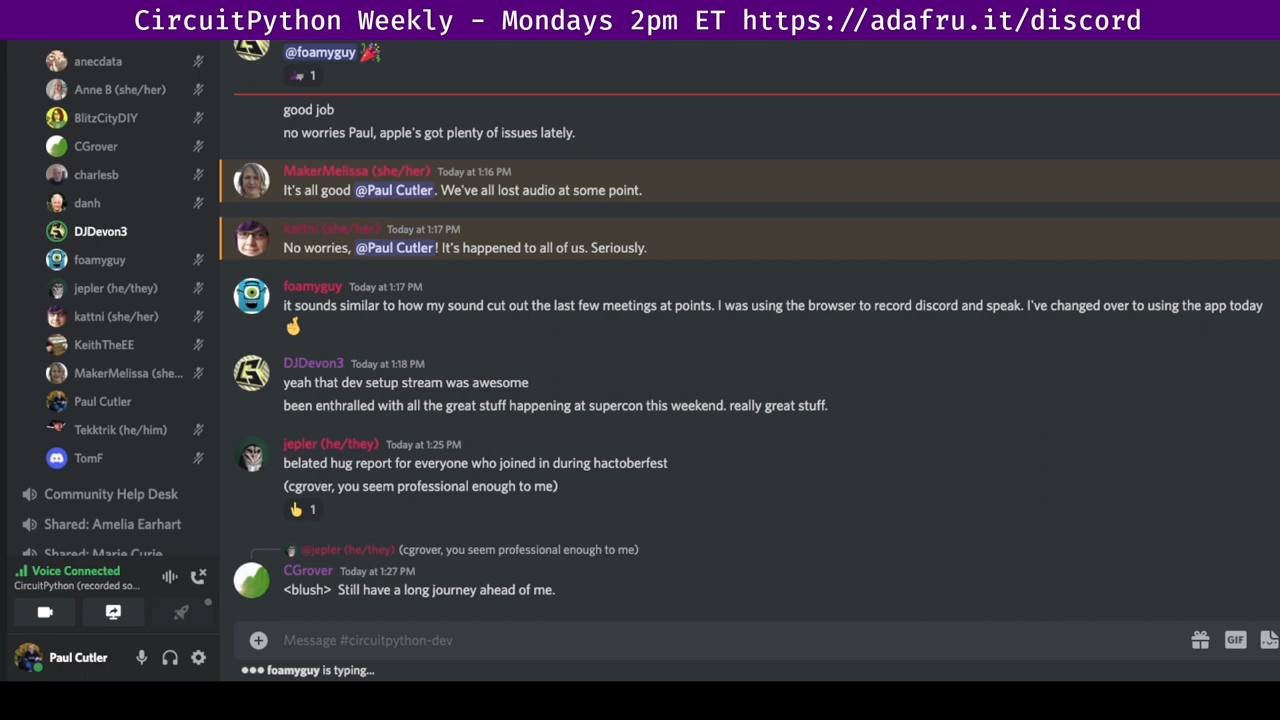 CircuitPython Weekly - Mondays 2pm ET https://adafru.it/discord
anecdata
Anne B (she/her)
BlitzCityDIY
CGrover
charlesb
danh
DJDevon3
foamyguy
jepler (he/they)
kattni (she/her)
KeithTheEE
MakerMelissa (she...
Paul Cutler
Tekktrik (he/him)
TomF
Community Help Desk
Shared: Amelia Earhart
Shared: Marie Curie
Voice Connected
CircuitPython (recorded so...
Paul Cutler
@foamyguy
1
good job
no worries Paul, apple's got plenty of issues lately.
MakerMelissa (she/her) Today at 1:16 PM
It's all good @Paul Cutler. We've all lost audio at some point.
kattni (she/her) Today at 1:17 PM
No worries, @Paul Cutler! It's happened to all of us. Seriously.
foamyguy Today at 1:17 PM
it sounds similar to how my sound cut out the last few meetings at points. I was using the browser to record discord and speak. I've changed over to using the app today
🤞
DJDevon3 Today at 1:18 PM
yeah that dev setup stream was awesome
been enthralled with all the great stuff happening at supercon this weekend. really great stuff.
jepler (he/they) Today at 1:25 PM
belated hug report for everyone who joined in during hactoberfest
(cgrover, you seem professional enough to me)
👆 1
@jepler (he/they) (cgrover, you seem professional enough to me)
CGrover Today at 1:27 PM
<blush> Still have a long journey ahead of me.
Message #circuitpython-dev
GIF
foamyguy is typing...